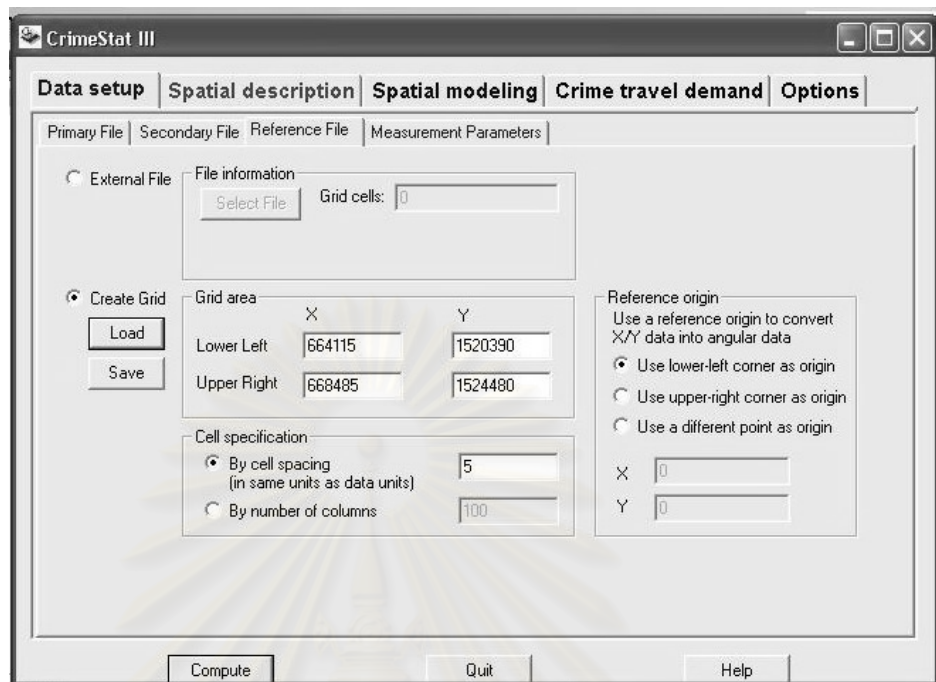 CrimeStat III
Data setup Spatial description Spatial modeling Crime travel demand Options
Primary File Secondary File Reference File Measurement Parameters
External File
File information
Select File Grid cells: 0
Create Grid
Load
Save
Grid area
X Y
Lower Left 664115 1520390
Upper Right 668485 1524480
Cell specification
By cell spacing 5
(in same units as data units)
By number of columns 100
Reference origin
Use a reference origin to convert
X/Y data into angular data
Use lower-left corner as origin
Use upper-right corner as origin
Use a different point as origin
X 0
Y 0
Compute Quit Help